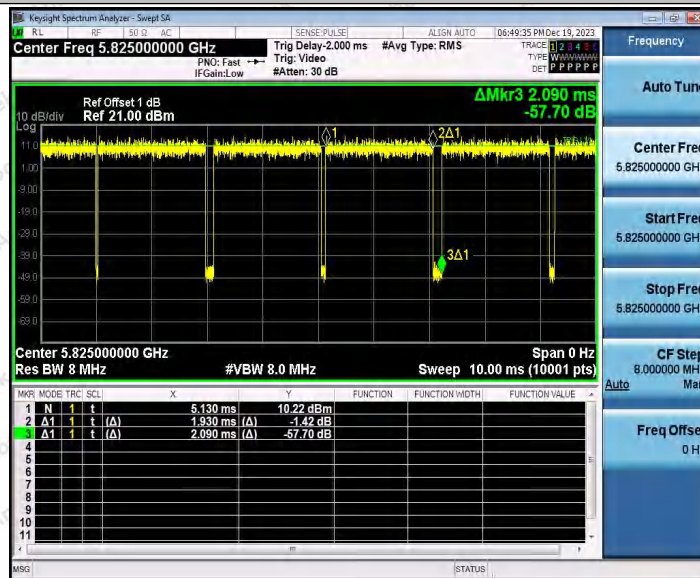 Keysight Spectrum Analyzer - Swept SA
RL RF 50 Ω AC SENSE:PULSE ALIGN AUTO 06:49:35 PM Dec 19, 2023
Center Freq 5.825000000 GHz
PNO: Fast
IFGain:Low
Trig Delay-2.000 ms
Trig: Video
#Atten: 30 dB
#Avg Type: RMS
TRACE 1 2 3 4 5 6
TYPE WWWWWW
DET P P P P P P
Ref Offset 1 dB
10 dB/div Ref 21.00 dBm
Log
ΔMkr3 2.090 ms
-57.70 dB
11.0
1.00
-9.00
-19.0
-29.0
-39.0
-49.0
-59.0
-69.0
1
2Δ1
3Δ1
Center 5.825000000 GHz Span 0 Hz
Res BW 8 MHz #VBW 8.0 MHz Sweep 10.00 ms (10001 pts)
MKR MODE TRC SCL X Y FUNCTION FUNCTION WIDTH FUNCTION VALUE
1 N 1 t 5.130 ms 10.22 dBm
2 Δ1 1 t (Δ) 1.930 ms (Δ) -1.42 dB
3 Δ1 1 t (Δ) 2.090 ms (Δ) -57.70 dB
4
5
6
7
8
9
10
11
MSG STATUS
Frequency
Auto Tune
Center Freq
5.825000000 GHz
Start Freq
5.825000000 GHz
Stop Freq
5.825000000 GHz
CF Step
8.000000 MHz
Auto Man
Freq Offset
0 Hz